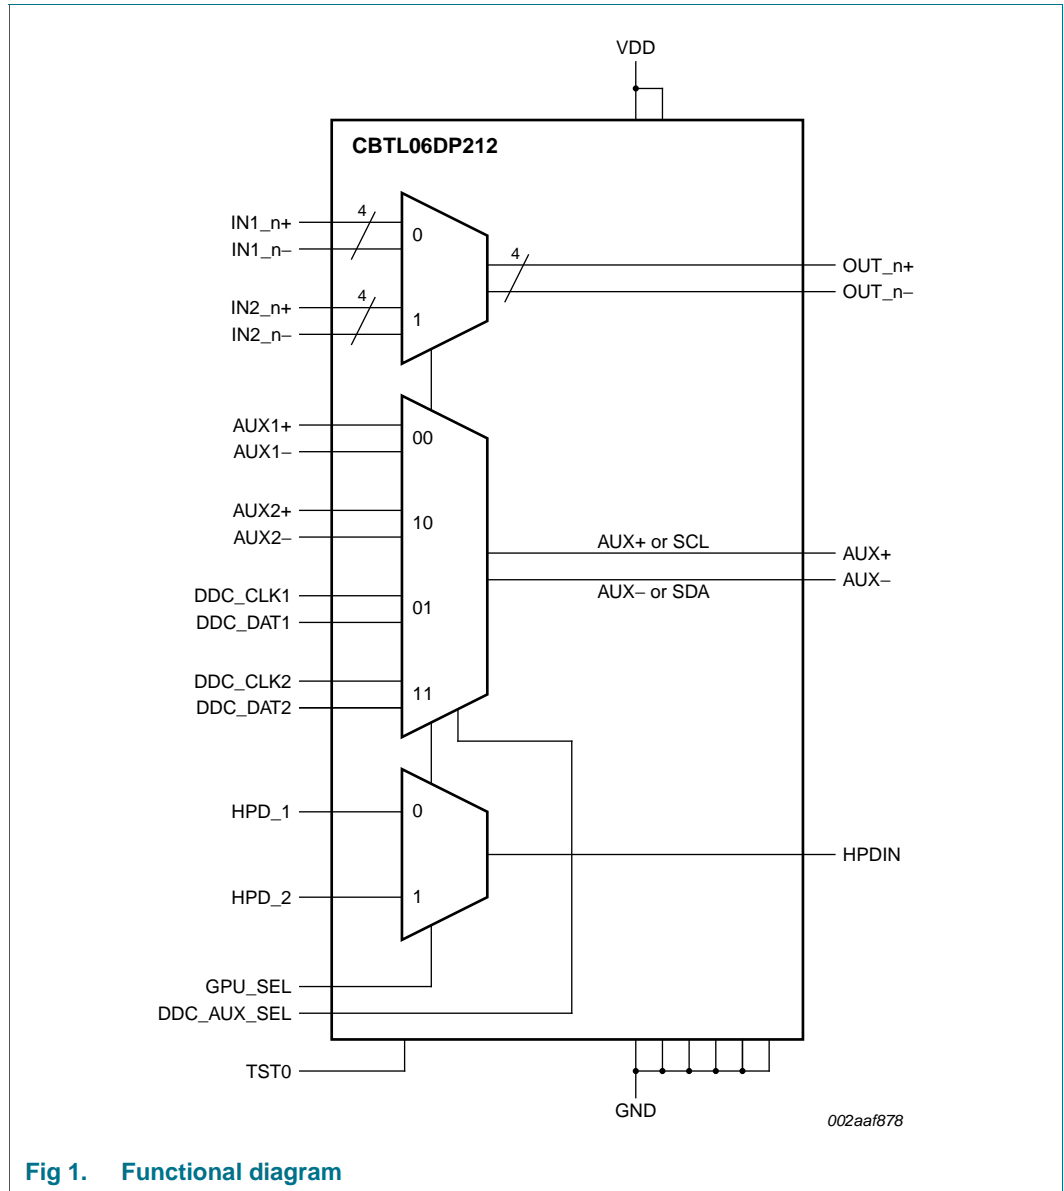 VDD
CBTL06DP212
IN1_n+
IN1_n−
4
0
IN2_n+
IN2_n−
4
1
4
OUT_n+
OUT_n−
AUX1+
AUX1−
00
AUX2+
AUX2−
10
DDC_CLK1
DDC_DAT1
01
DDC_CLK2
DDC_DAT2
11
AUX+ or SCL
AUX− or SDA
AUX+
AUX−
HPD_1
0
HPD_2
1
HPDIN
GPU_SEL
DDC_AUX_SEL
TST0
GND
002aaf878
Fig 1. Functional diagram